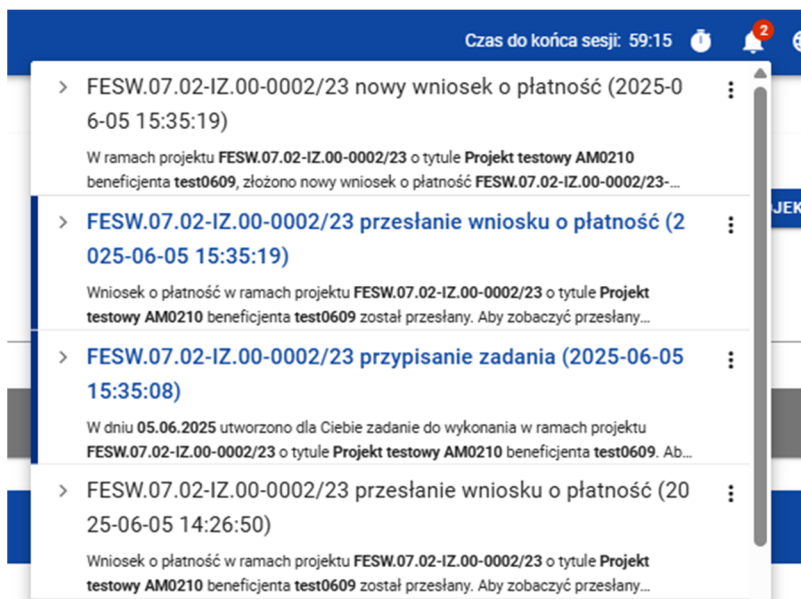 Czas do końca sesji: 59:15
2
FESW.07.02-IZ.00-0002/23 nowy wniosek o płatność (2025-0
6-05 15:35:19)
W ramach projektu FESW.07.02-IZ.00-0002/23 o tytule Projekt testowy AM0210
beneficjenta test0609, złożono nowy wniosek o płatność FESW.07.02-IZ.00-0002/23-...
JEK
FESW.07.02-IZ.00-0002/23 przesłanie wniosku o płatność (2
025-06-05 15:35:19)
Wniosek o płatność w ramach projektu FESW.07.02-IZ.00-0002/23 o tytule Projekt
testowy AM0210 beneficjenta test0609 został przesłany. Aby zobaczyć przesłany...
FESW.07.02-IZ.00-0002/23 przypisanie zadania (2025-06-05
15:35:08)
W dniu 05.06.2025 utworzono dla Ciebie zadanie do wykonania w ramach projektu
FESW.07.02-IZ.00-0002/23 o tytule Projekt testowy AM0210 beneficjenta test0609. Ab...
FESW.07.02-IZ.00-0002/23 przesłanie wniosku o płatność (20
25-06-05 14:26:50)
Wniosek o płatność w ramach projektu FESW.07.02-IZ.00-0002/23 o tytule Projekt
testowy AM0210 beneficjenta test0609 został przesłany. Aby zobaczyć przesłany...